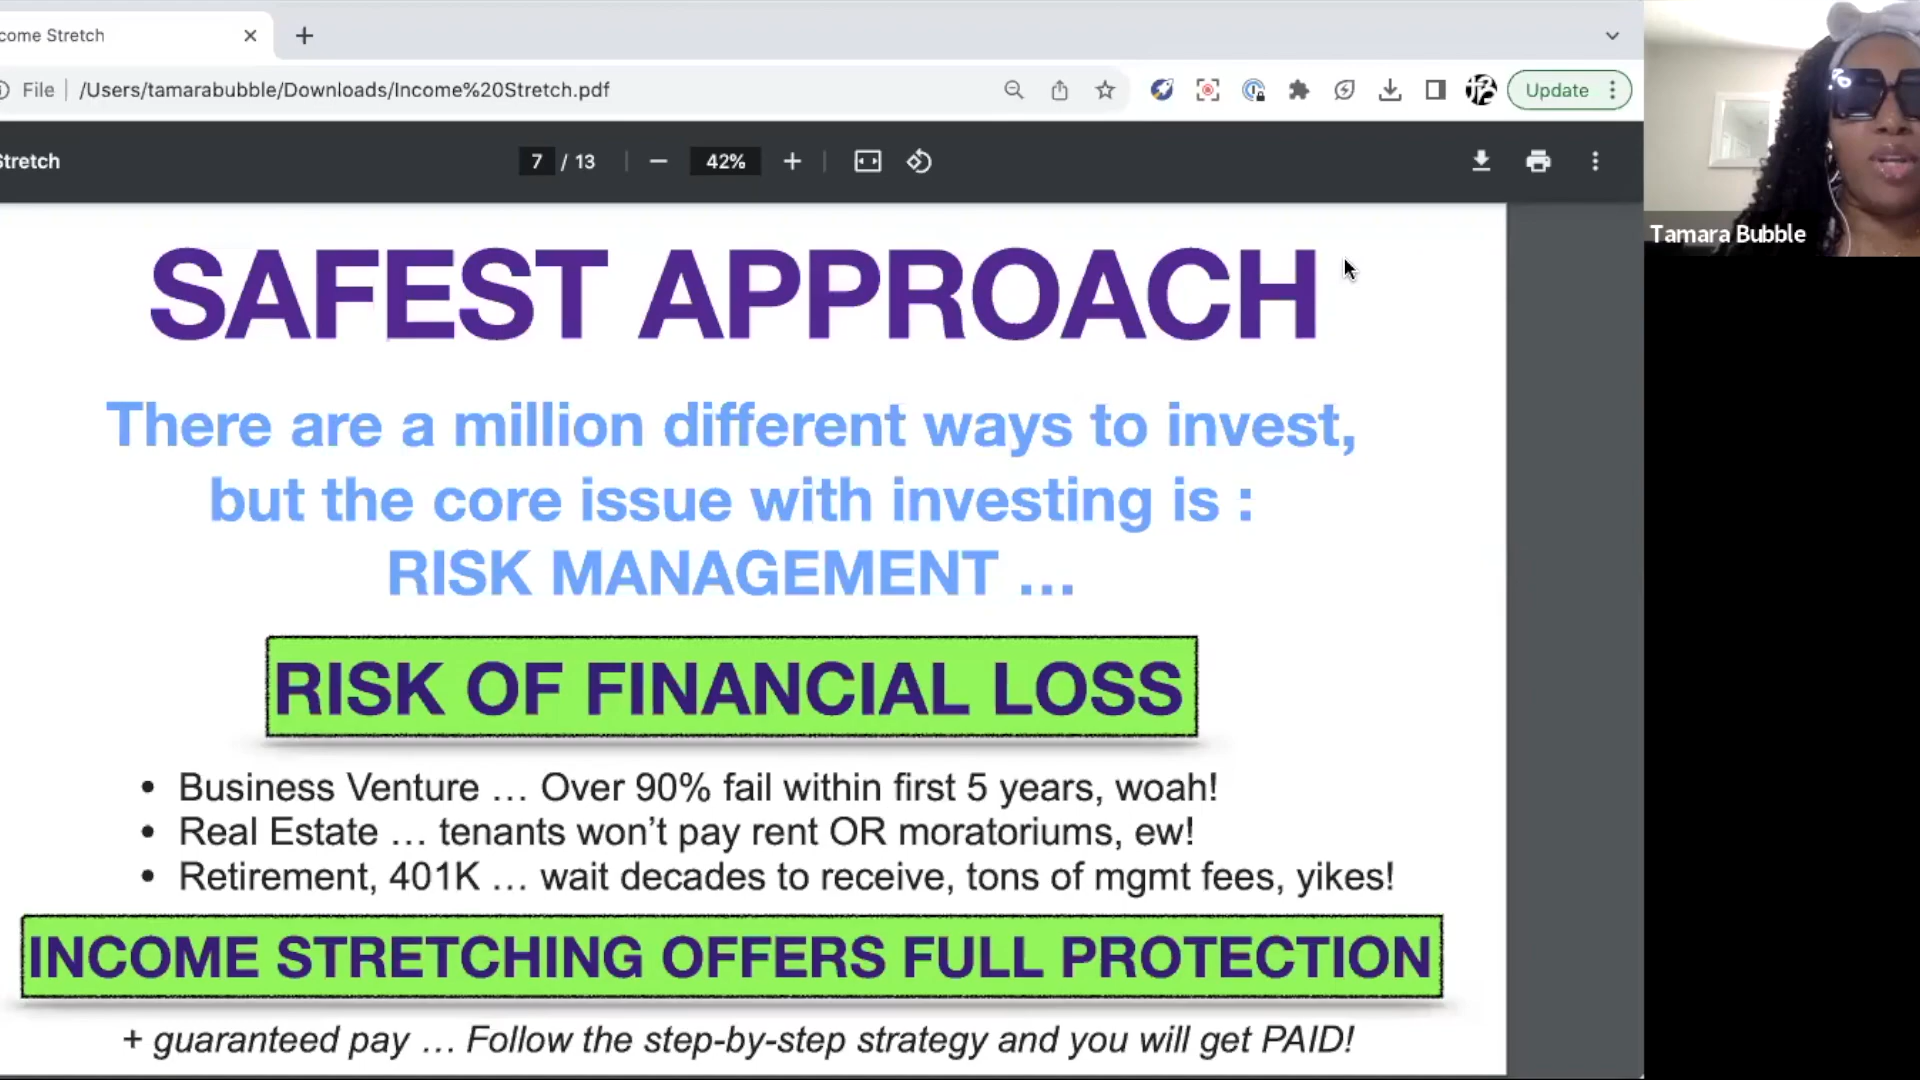 come Stretch
File
/Users/tamarabubble/Downloads/Income%20Stretch.pdf
Update
Stretch
7 / 13
42%
Tamara Bubble
SAFEST APPROACH
There are a million different ways to invest,
but the core issue with investing is :
RISK MANAGEMENT …
RISK OF FINANCIAL LOSS
• Business Venture … Over 90% fail within first 5 years, woah!
• Real Estate … tenants won’t pay rent OR moratoriums, ew!
• Retirement, 401K … wait decades to receive, tons of mgmt fees, yikes!
INCOME STRETCHING OFFERS FULL PROTECTION
+ guaranteed pay … Follow the step-by-step strategy and you will get PAID!